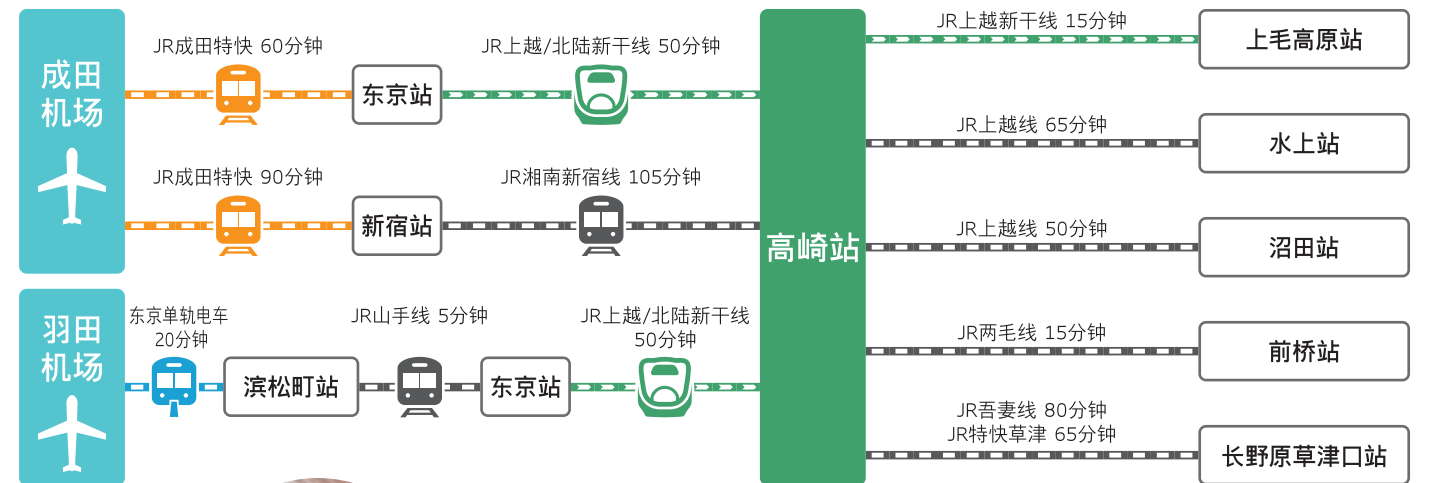 成田
机场
JR成田特快 60分钟
东京站
JR上越/北陆新干线 50分钟
JR成田特快 90分钟
新宿站
JR湘南新宿线 105分钟
羽田
机场
东京单轨电车
20分钟
滨松町站
JR山手线 5分钟
东京站
JR上越/北陆新干线
50分钟
高崎站
JR上越新干线 15分钟
上毛高原站
JR上越线 65分钟
水上站
JR上越线 50分钟
沼田站
JR两毛线 15分钟
前桥站
JR吾妻线 80分钟
JR特快草津 65分钟
长野原草津口站